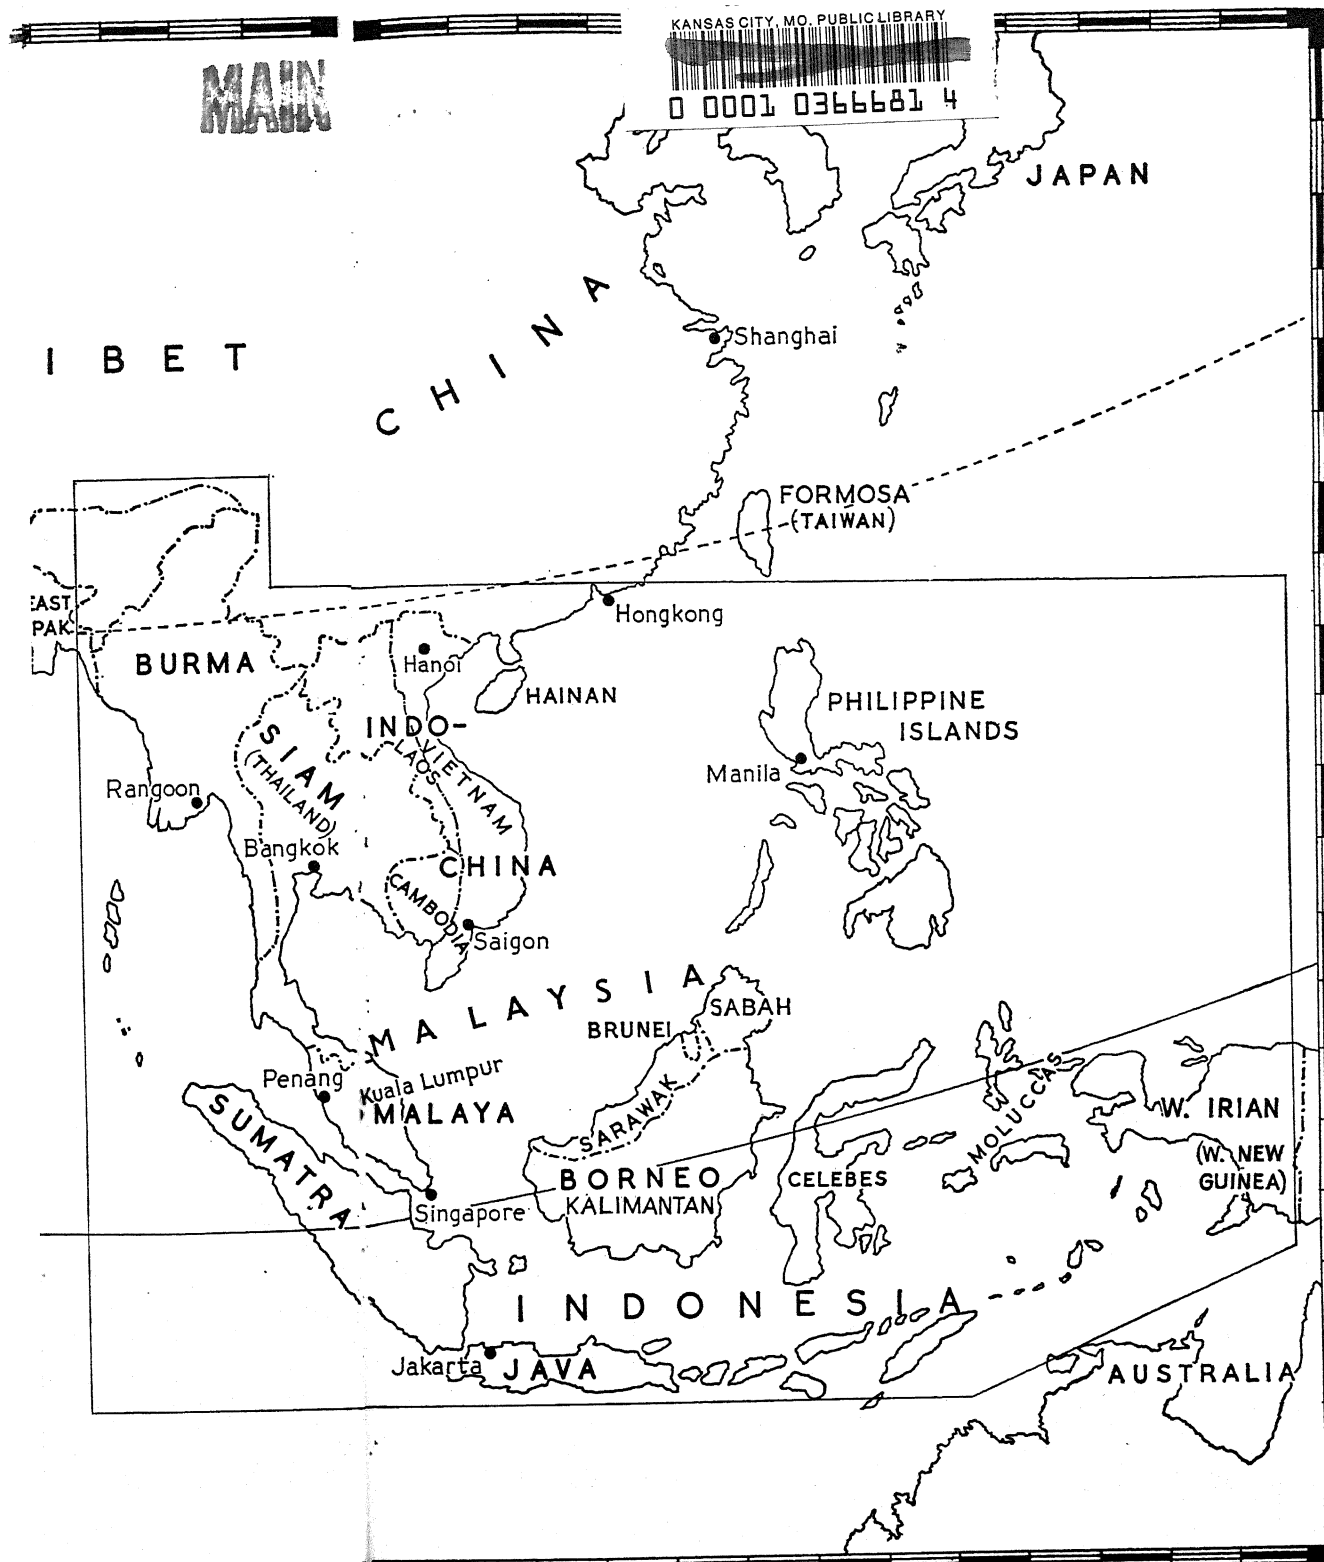 KANSAS CITY, MO. PUBLIC LIBRARY
0 0001 0366681 4
MAIN
JAPAN
CHINA
Shanghai
IBET
FORMOSA
(TAIWAN)
EAST
PAK.
Hongkong
BURMA
Hanoi
HAINAN
PHILIPPINE
ISLANDS
INDO-
LAOS
VIETNAM
SIAM
(THAILAND)
Manila
Rangoon
Bangkok
CHINA
CAMBODIA
Saigon
MALAYSIA
SABAH
BRUNEI
Penang
Kuala Lumpur
MALAYA
SARAWAK
SUMATRA
MOLUCCAS
W. IRIAN
(W. NEW
GUINEA)
BORNEO
KALIMANTAN
CELEBES
Singapore
INDONESIA
Jakarta
JAVA
AUSTRALIA